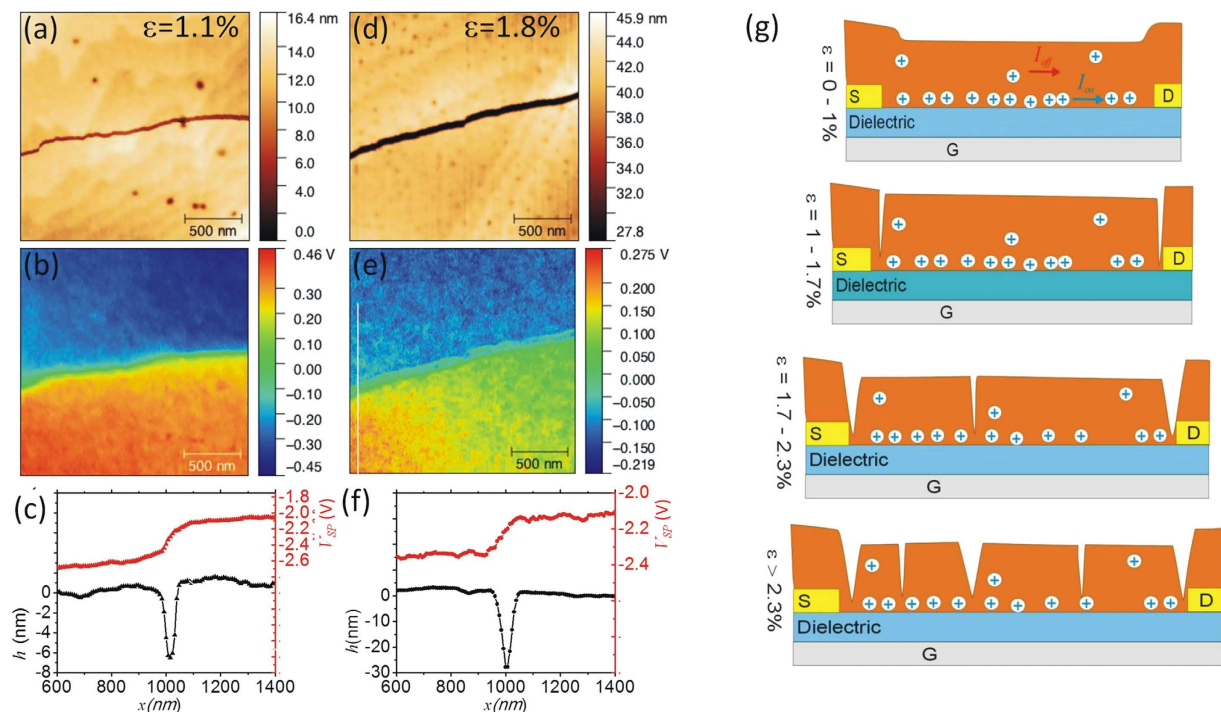 (a) ε=1.1%
16.4 nm
14.0
12.0
10.0
8.0
6.0
4.0
2.0
0.0
500 nm
(d) ε=1.8%
45.9 nm
44.0
42.0
40.0
38.0
36.0
34.0
32.0
30.0
27.8
500 nm
(b)
0.46 V
0.30
0.20
0.10
0.00
−0.10
−0.20
−0.30
−0.45
500 nm
(e)
0.275 V
0.200
0.150
0.100
0.050
0.000
−0.050
−0.100
−0.150
−0.219
500 nm
(c)
0
-2
-4
-6
-8
h (nm)
-1.8
-2.0
-2.2
-2.4
-2.6
V_SP (V)
600 800 1000 1200 1400
x(nm)
(f)
0
-10
-20
-30
h(nm)
-2.0
-2.2
-2.4
V_SP (V)
600 800 1000 1200 1400
x(nm)
(g)
ε = 0 - 1%
I_off
I_on
S D
Dielectric
G
ε = 1 - 1.7%
S D
Dielectric
G
ε = 1.7 - 2.3%
S D
Dielectric
G
ε > 2.3%
S D
Dielectric
G